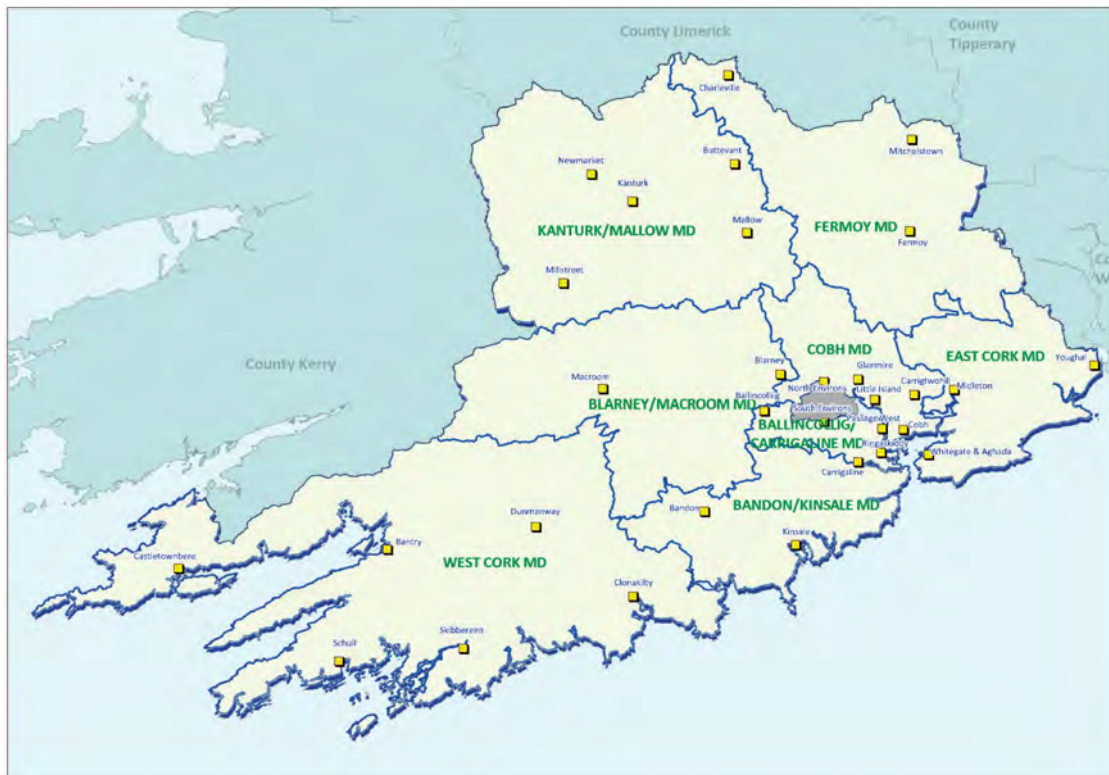 County Limerick
County
Tipperary
Charleville
Mitchelstown
Buttevant
Newmarket
Kanturk
KANTURK/MALLOW MD
Mallow
FERMOY MD
Fermoy
Millstreet
County Kerry
COBH MD
EAST CORK MD
Youghal
Blarney
Glanmire
Macroom
North Environs
Little Island
Carrigtwohill
Midleton
BLARNEY/MACROOM MD
Ballincollig
South Environs
Passage West
Cobh
BALLINCOLLIG/
CARRIGALINE MD
Ringaskiddy
Whitegate & Aghada
Carrigaline
Bandon
BANDON/KINSALE MD
Dunmanway
Kinsale
Bantry
WEST CORK MD
Castletownbere
Clonakilty
Skibbereen
Schull